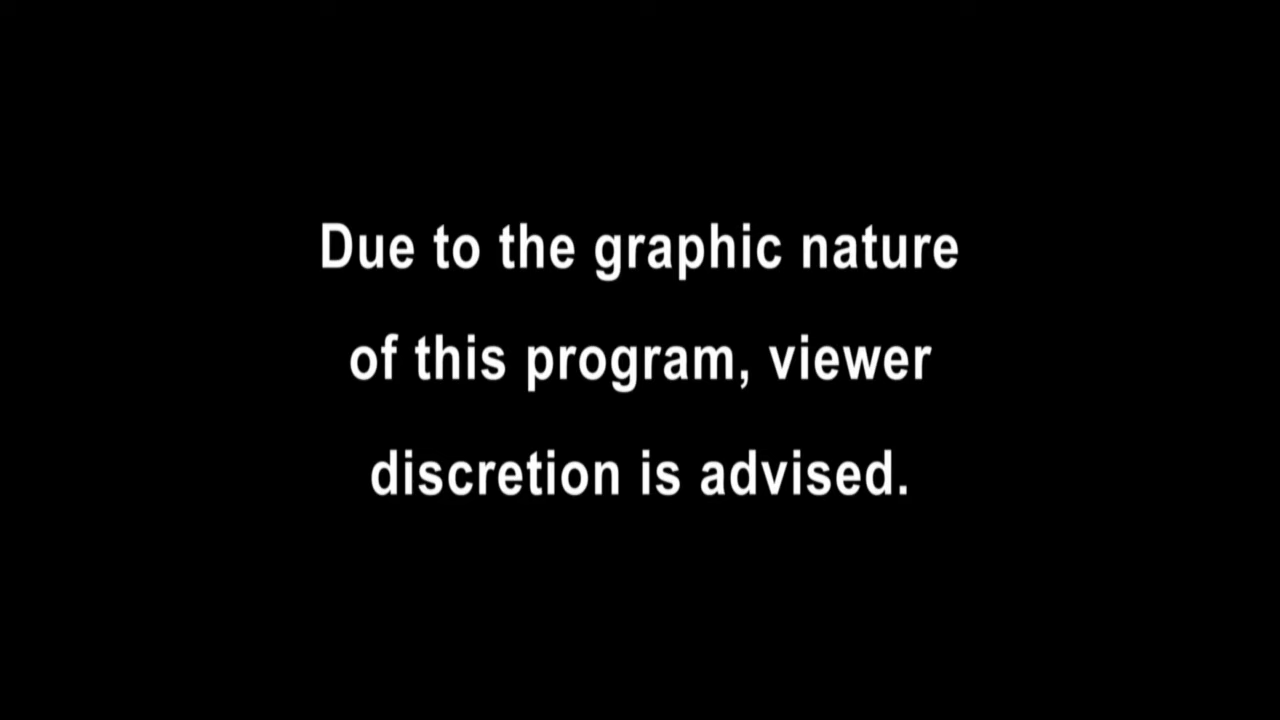 Due to the graphic nature
of this program, viewer
discretion is advised.